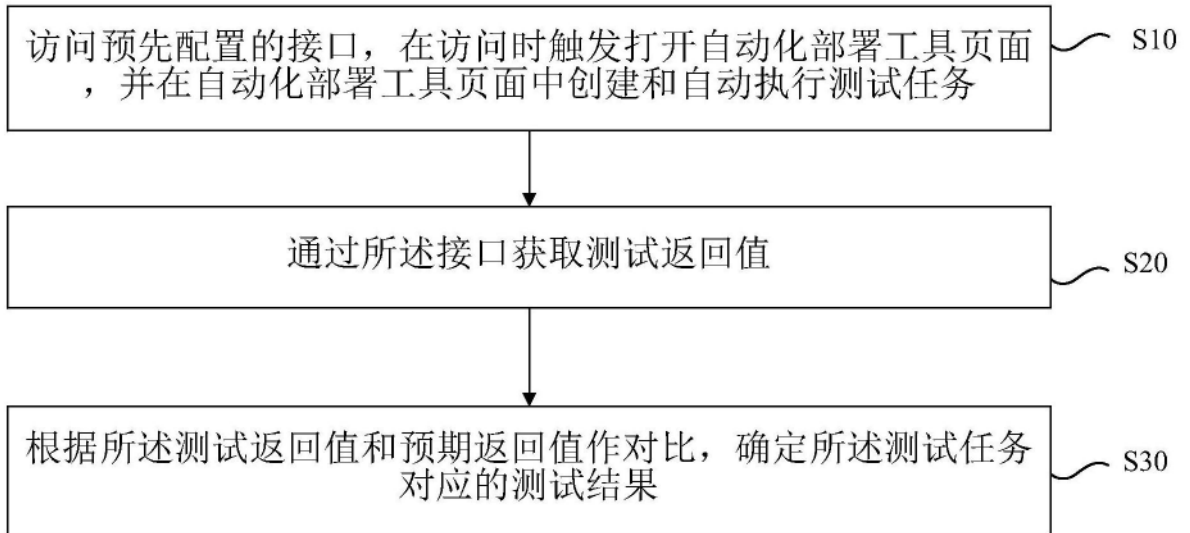 访问预先配置的接口，在访问时触发打开自动化部署工具页面
，并在自动化部署工具页面中创建和自动执行测试任务
S10
通过所述接口获取测试返回值
S20
根据所述测试返回值和预期返回值作对比，确定所述测试任务
对应的测试结果
S30